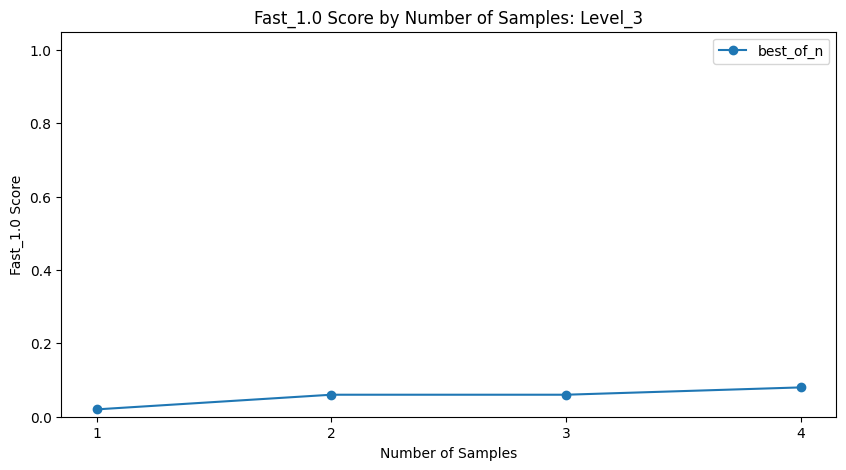 Fast_1.0 Score by Number of Samples: Level_3
best_of_n
Fast_1.0 Score
1.0
0.8
0.6
0.4
0.2
0.0
1 2 3 4
Number of Samples